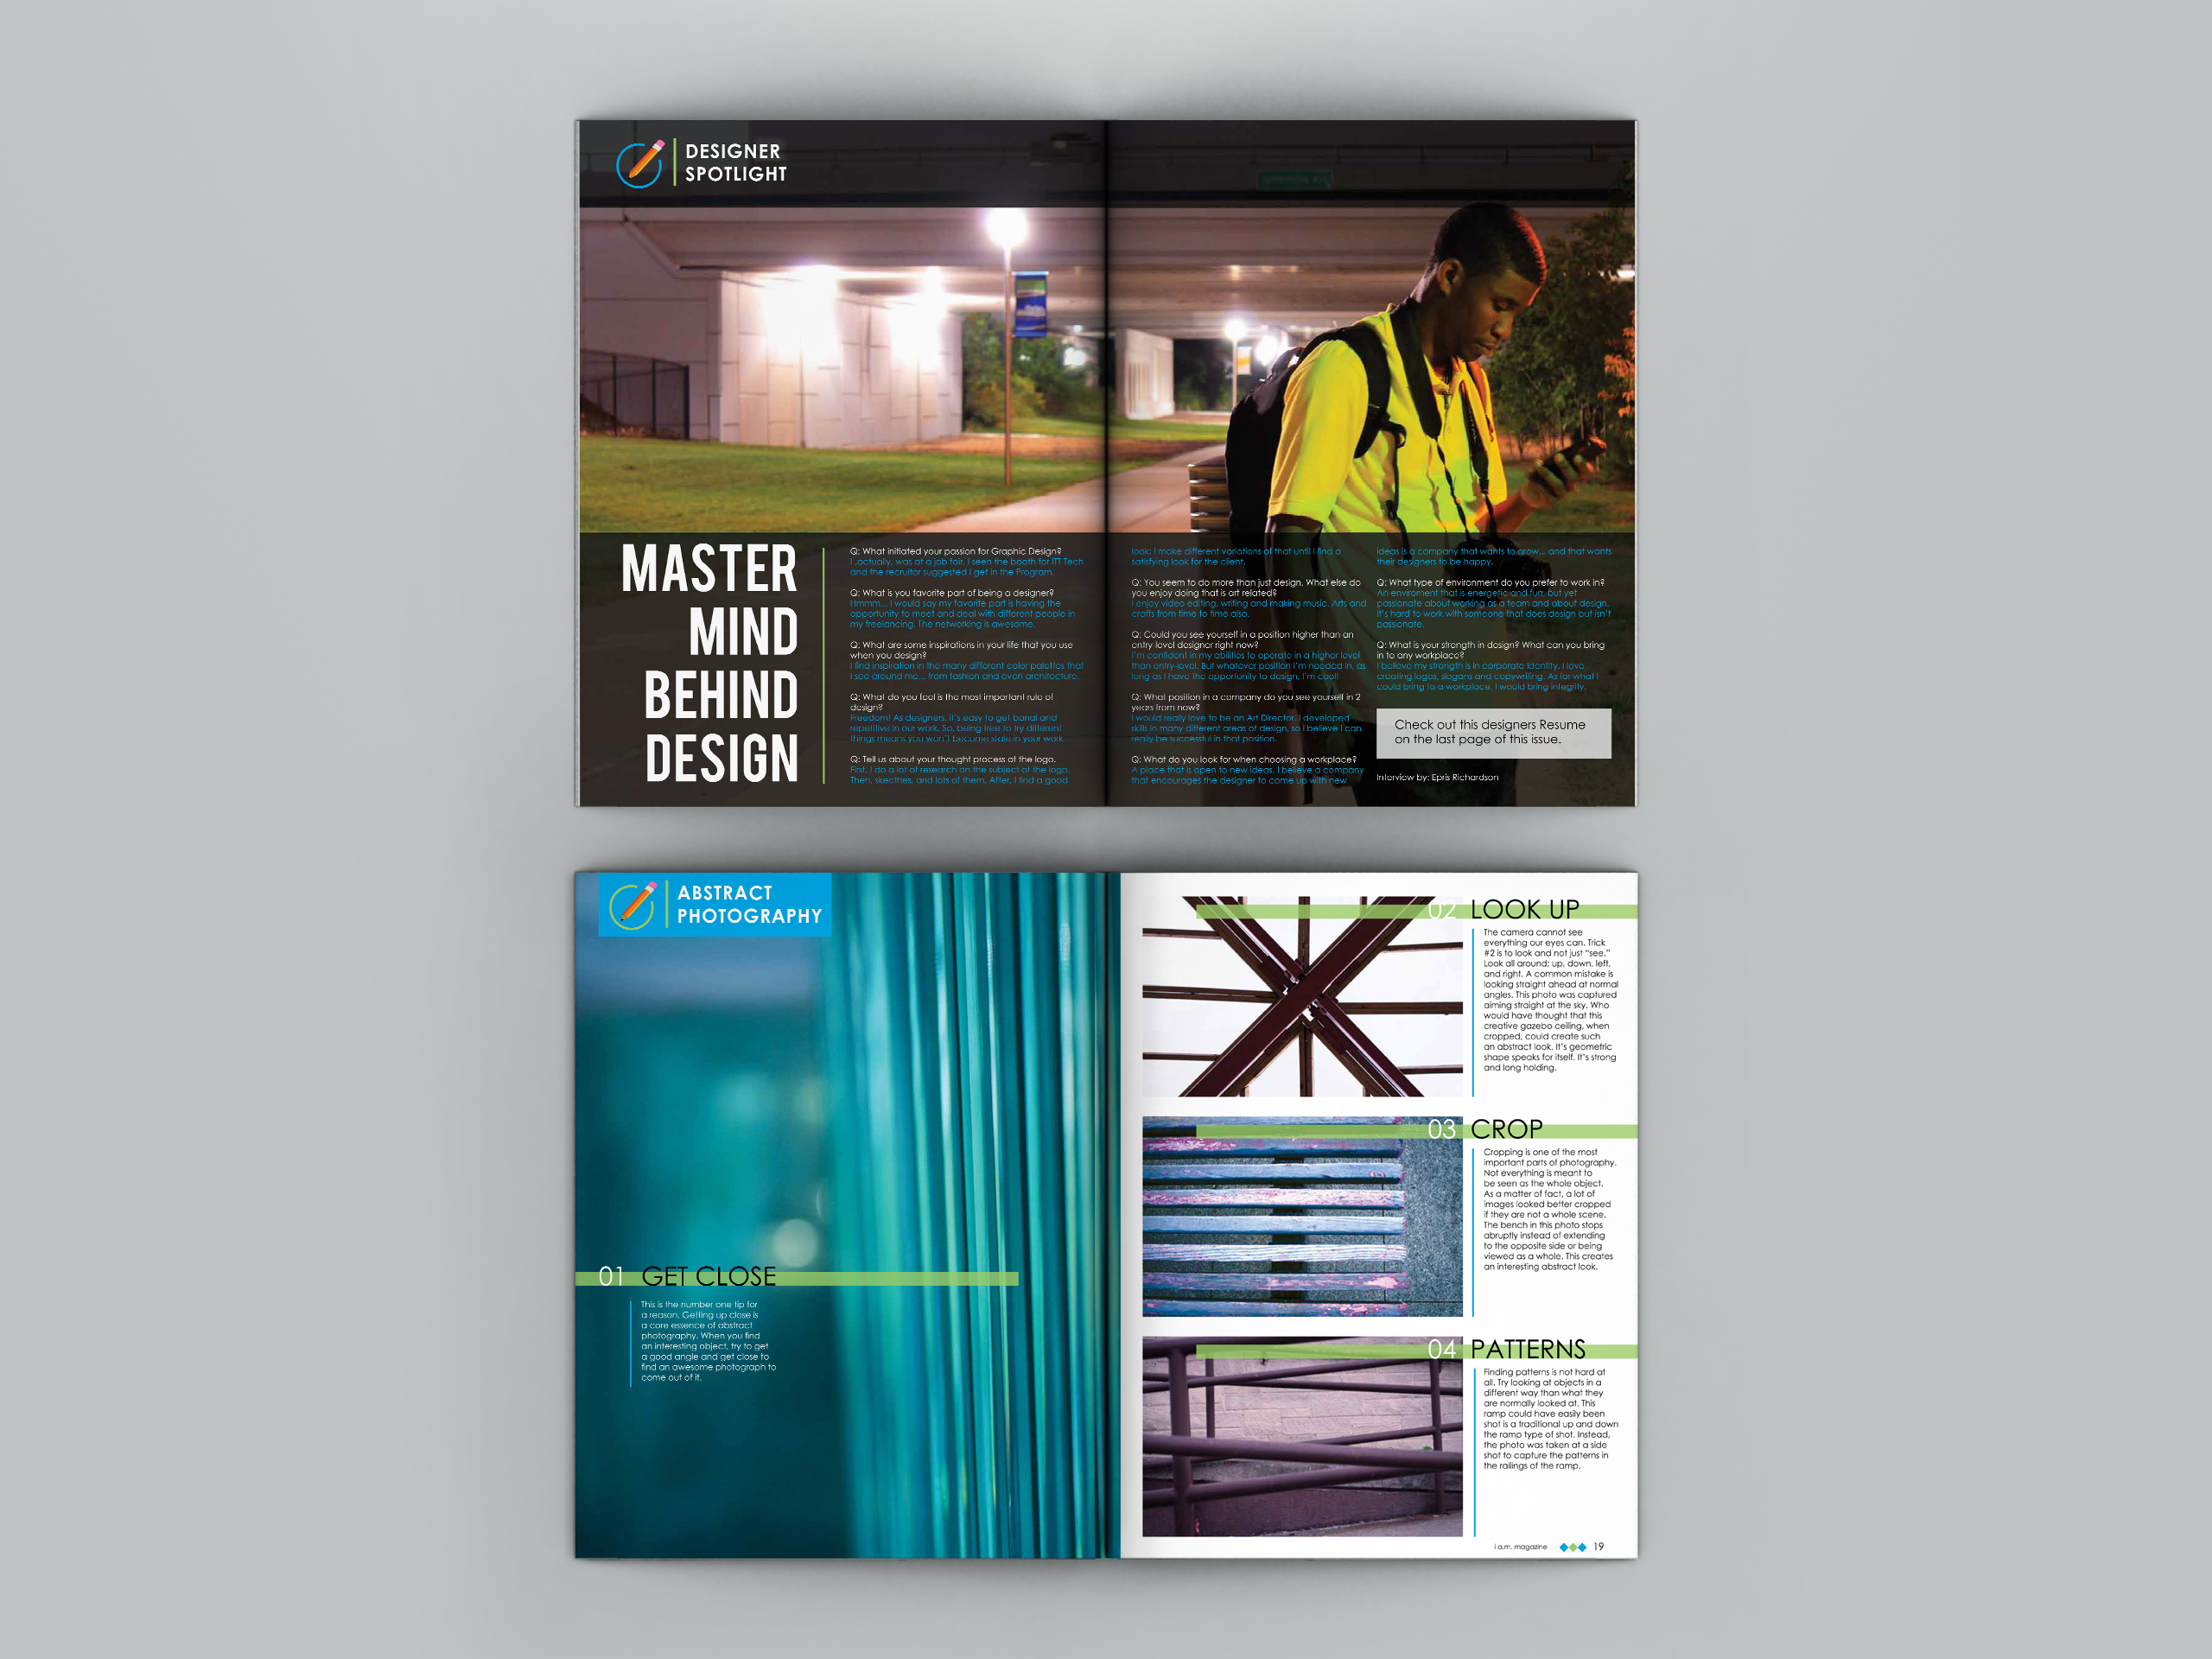 DESIGNER
SPOTLIGHT
MASTER
MIND
BEHIND
DESIGN
Q: What initiated your passion for Graphic Design?
I ,actually, was at a job fair. I seen the booth for ITT Tech
and the recruitor suggested I get in the Program.
Q: What is you favorite part of being a designer?
Hmmm... I would say my favorite part is having the
opportunity to meet and deal with different people in
my freelancing. The networking is awesome.
Q: What are some inspirations in your life that you use
when you design?
I find inspiration in the many different color palettes that
I see around me... from fashion and even architecture.
Q: What do you feel is the most important rule of
design?
Freedom! As designers, it's easy to get banal and
repetitive in our work. So, being free to try different
things means you won't become stale in your work
Q: Tell us about your thought process of the logo.
First, I do a lot of research on the subject of the logo.
Then, skecthes, and lots of them. After, I find a good
look; I make different variations of that until I find a
satisfying look for the client.
Q: You seem to do more than just design. What else do
you enjoy doing that is art related?
I enjoy video editing, writing and making music. Arts and
crafts from time to time also.
Q: Could you see yourself in a position higher than an
entry-level designer right now?
I'm confident in my abilities to operate in a higher level
than entry-level. But whatever position I'm needed in, as
long as I have the opportunity to design, I'm cool!
Q: What position in a company do you see yourself in 2
years from now?
I would really love to be an Art Director. I developed
skills in many different areas of design, so I believe I can
really be successful in that position.
Q: What do you look for when choosing a workplace?
A place that is open to new ideas. I believe a company
that encourages the designer to come up with new
ideas is a company that wants to grow... and that wants
their designers to be happy.
Q: What type of environment do you prefer to work in?
An enviroment that is energetic and fun, but yet
passionate about working as a team and about design.
It's hard to work with someone that does design but isn't
passionate.
Q: What is your strength in design? What can you bring
in to any workplace?
I believe my strength is in corporate identity. I love
creating logos, slogans and copywriting. As for what I
could bring to a workplace, I would bring integrity.
Check out this designers Resume
on the last page of this issue.
Interview by: Epris Richardson
ABSTRACT
PHOTOGRAPHY
01 GET CLOSE
This is the number one tip for
a reason. Getting up close is
a core essence of abstract
photography. When you find
an interesting object, try to get
a good angle and get close to
find an awesome photograph to
come out of it.
02 LOOK UP
The camera cannot see
everything our eyes can. Trick
#2 is to look and not just "see."
Look all around; up, down, left,
and right. A common mistake is
looking straight ahead at normal
angles. This photo was captured
aiming straight at the sky. Who
would have thought that this
creative gazebo ceiling, when
cropped, could create such
an abstract look. It's geometric
shape speaks for itself. It's strong
and long holding.
03 CROP
Cropping is one of the most
important parts of photography.
Not everything is meant to
be seen as the whole object.
As a matter of fact, a lot of
images looked better cropped
if they are not a whole scene.
The bench in this photo stops
abruptly instead of extending
to the opposite side or being
viewed as a whole. This creates
an interesting abstract look.
04 PATTERNS
Finding patterns is not hard at
all. Try looking at objects in a
different way than what they
are normally looked at. This
ramp could have easily been
shot is a traditional up and down
the ramp type of shot. Instead,
the photo was taken at a side
shot to capture the patterns in
the railings of the ramp.
i a.m. magazine 19